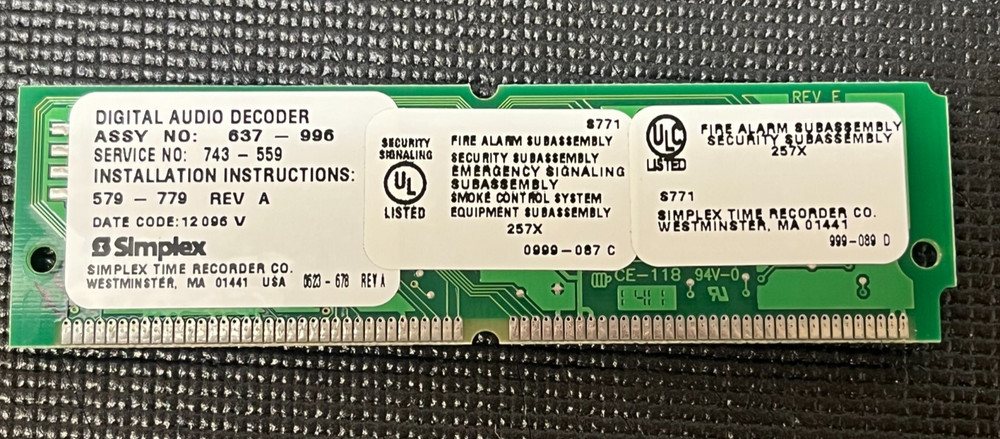 DIGITAL AUDIO DECODER
ASSY NO: 637 - 996
SERVICE NO: 743 - 559
INSTALLATION INSTRUCTIONS:
579 - 779 REV A
DATE CODE: 12096 V
Simplex
SIMPLEX TIME RECORDER CO.
WESTMINSTER, MA 01441 USA 0623 - 678 REV A
S771
SECURITY
SIGNALING
UL
LISTED
FIRE ALARM SUBASSEMBLY
SECURITY SUBASSEMBLY
EMERGENCY SIGNALING
SUBASSEMBLY
SMOKE CONTROL SYSTEM
EQUIPMENT SUBASSEMBLY
257X
0999-087 C
REV E
ULC
LISTED
FIRE ALARM SUBASSEMBLY
SECURITY SUBASSEMBLY
257X
S771
SIMPLEX TIME RECORDER CO.
WESTMINSTER, MA 01441
999-089 D
CE-118 94V-0